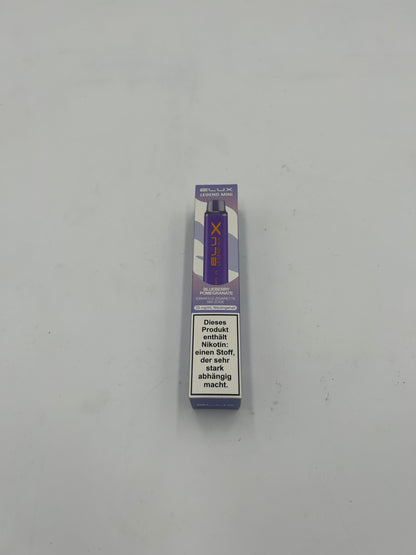 ELUX
LEGEND MINI
ELUX
BLUEBERRY
POMEGRANATE
Dieses
Produkt
enthält
Nikotin:
einen Stoff,
der sehr
stark
abhängig
macht.